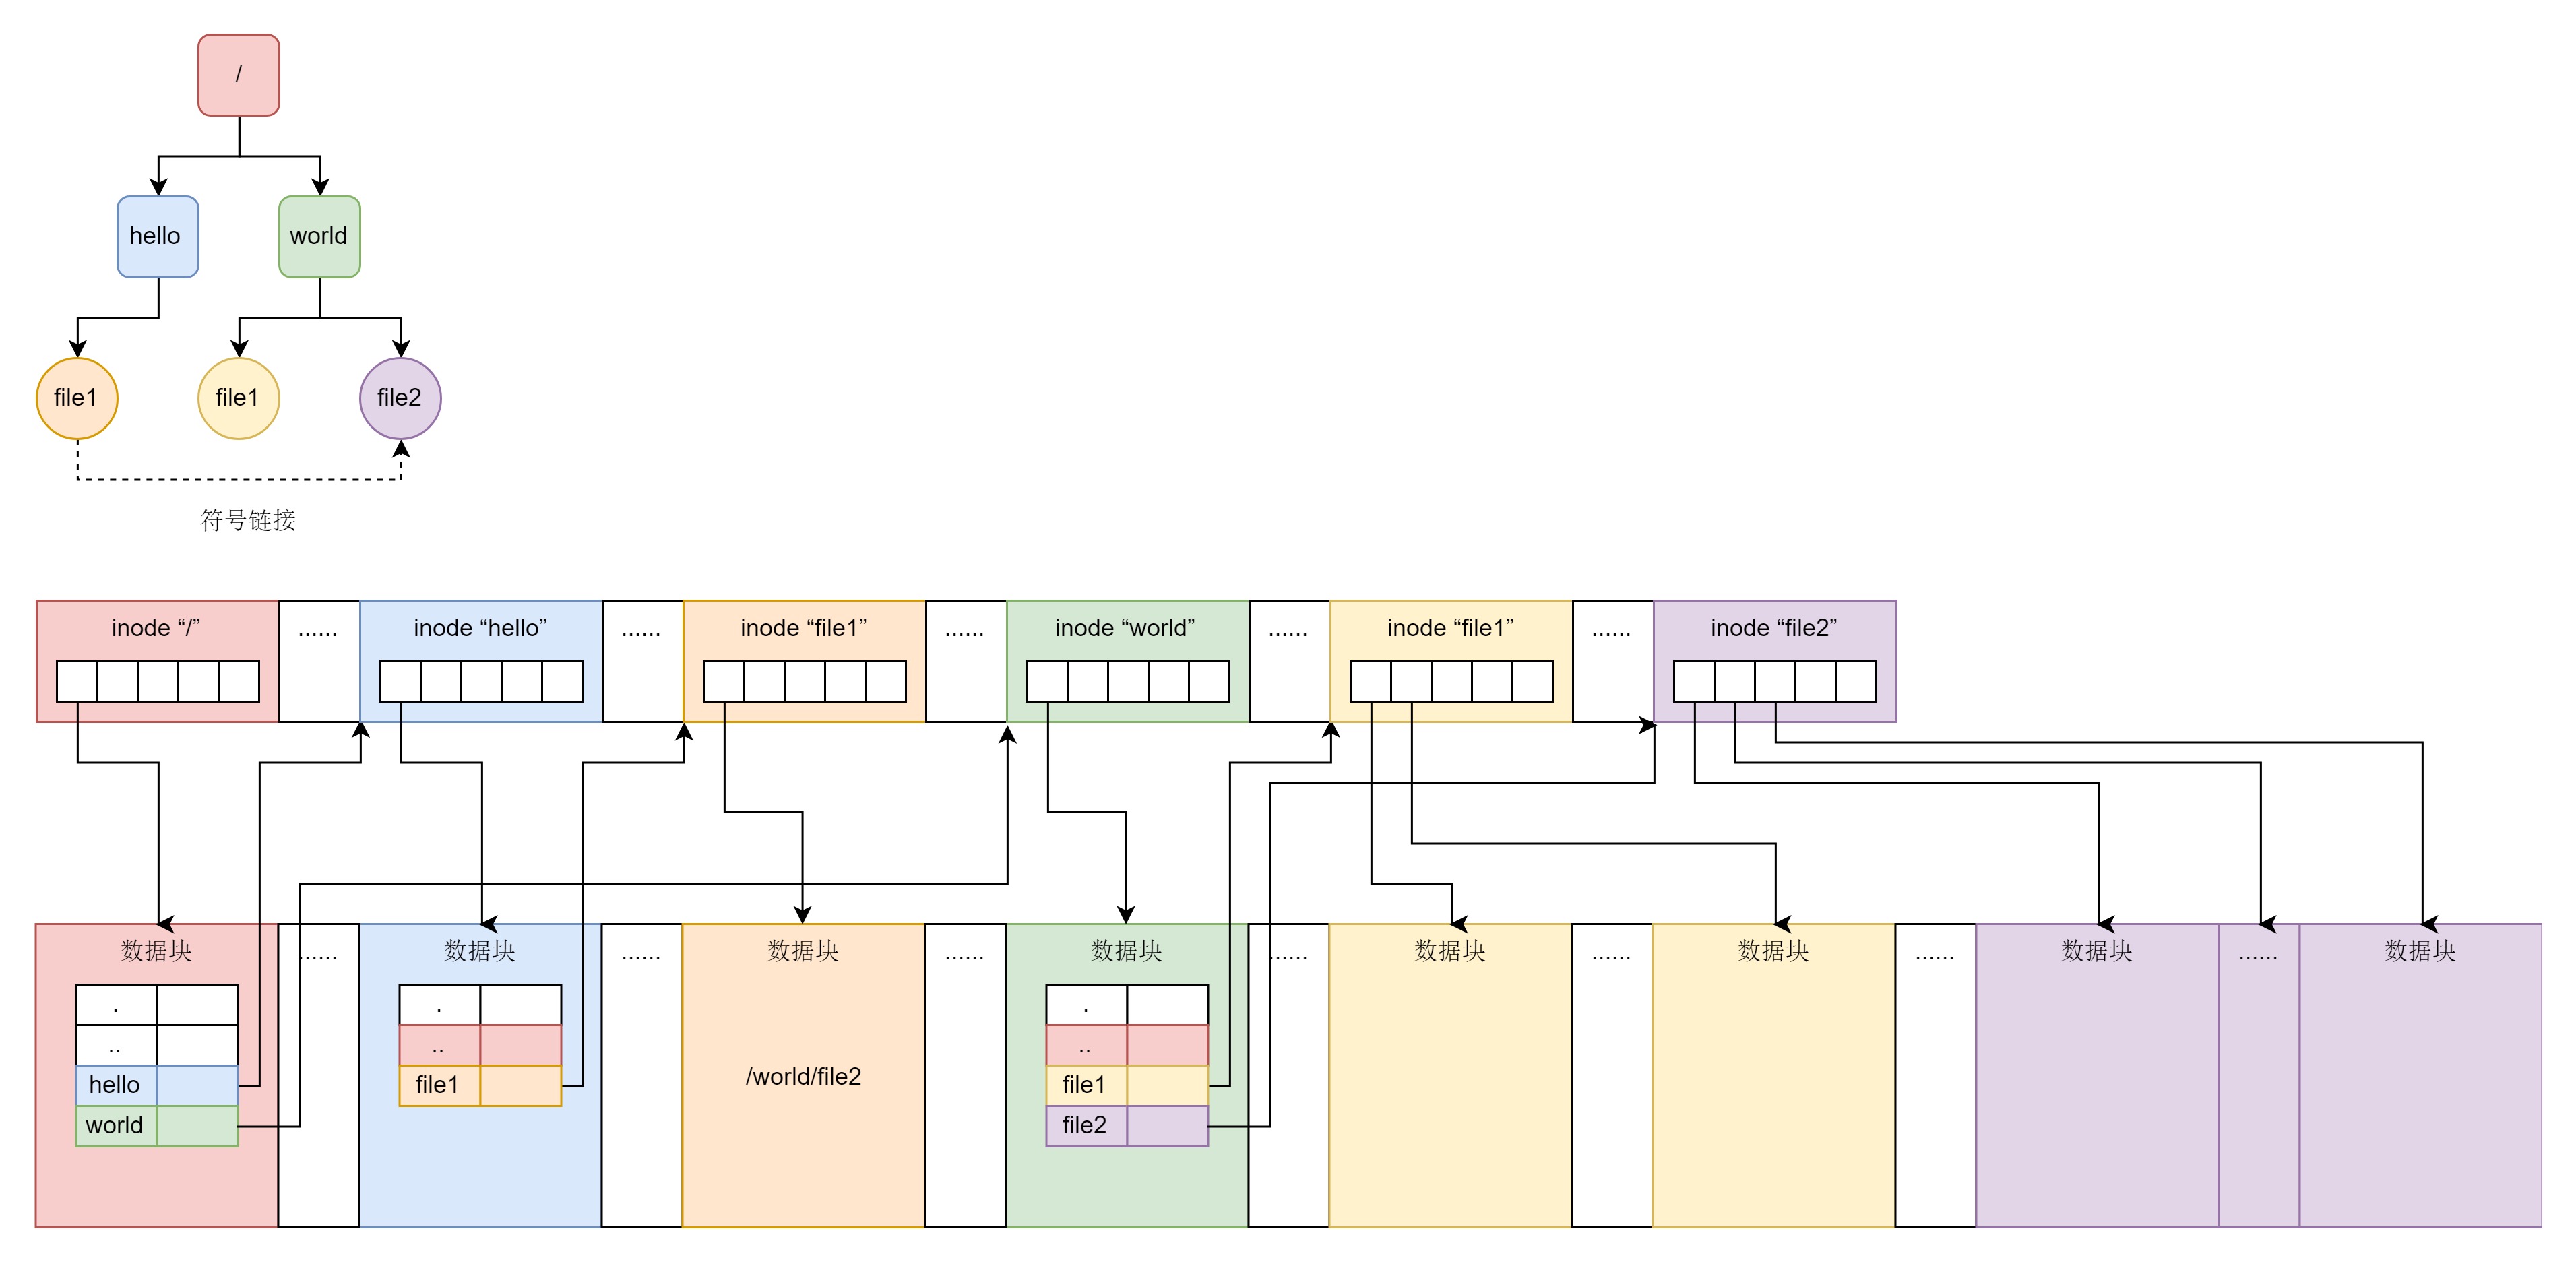 /
hello
world
file1
file1
file2
符号链接
inode “/”
......
inode “hello”
......
inode “file1”
......
inode “world”
......
inode “file1”
......
inode “file2”
数据块
......
数据块
......
数据块
......
数据块
......
数据块
......
数据块
......
数据块
......
数据块
.
..
hello
world
.
..
file1
/world/file2
.
..
file1
file2